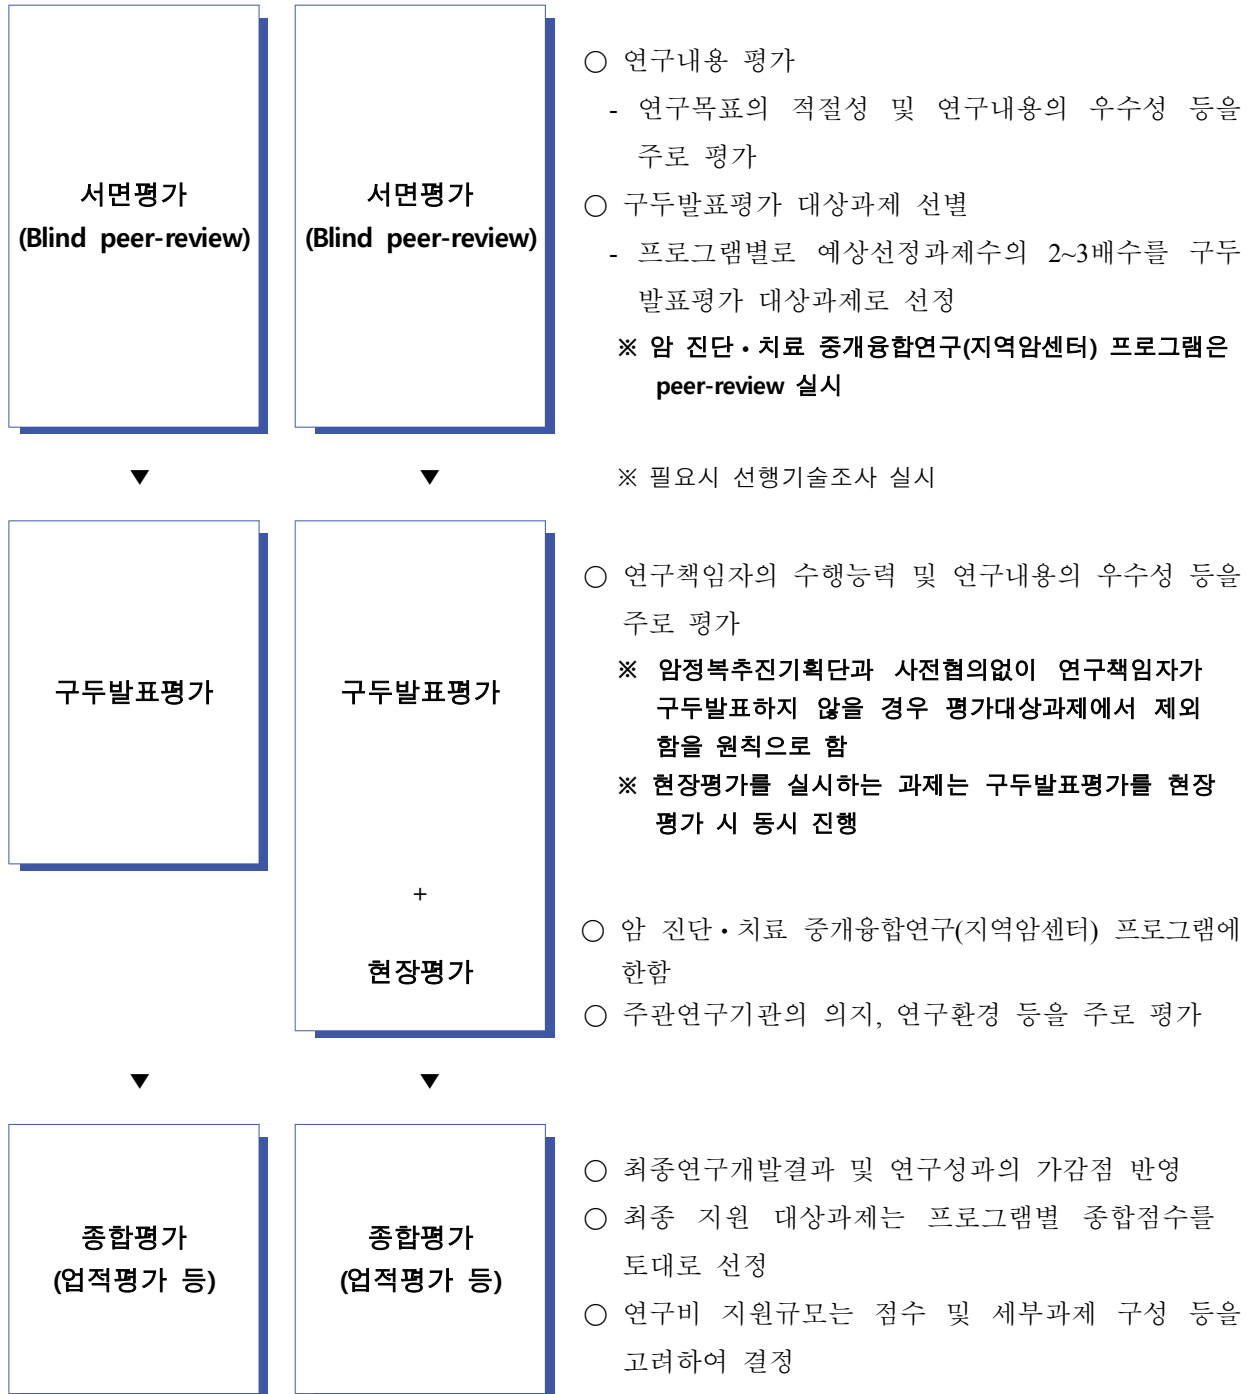 서면평가
(Blind peer-review)
서면평가
(Blind peer-review)
○ 연구내용 평가
- 연구목표의 적절성 및 연구내용의 우수성 등을
주로 평가
○ 구두발표평가 대상과제 선별
- 프로그램별로 예상선정과제수의 2~3배수를 구두
발표평가 대상과제로 선정
※ 암 진단・치료 중개융합연구(지역암센터) 프로그램은
peer-review 실시
▼
▼
※ 필요시 선행기술조사 실시
구두발표평가
구두발표평가
+
현장평가
○ 연구책임자의 수행능력 및 연구내용의 우수성 등을
주로 평가
※ 암정복추진기획단과 사전협의없이 연구책임자가
구두발표하지 않을 경우 평가대상과제에서 제외
함을 원칙으로 함
※ 현장평가를 실시하는 과제는 구두발표평가를 현장
평가 시 동시 진행
○ 암 진단・치료 중개융합연구(지역암센터) 프로그램에
한함
○ 주관연구기관의 의지, 연구환경 등을 주로 평가
▼
▼
종합평가
(업적평가 등)
종합평가
(업적평가 등)
○ 최종연구개발결과 및 연구성과의 가감점 반영
○ 최종 지원 대상과제는 프로그램별 종합점수를
토대로 선정
○ 연구비 지원규모는 점수 및 세부과제 구성 등을
고려하여 결정